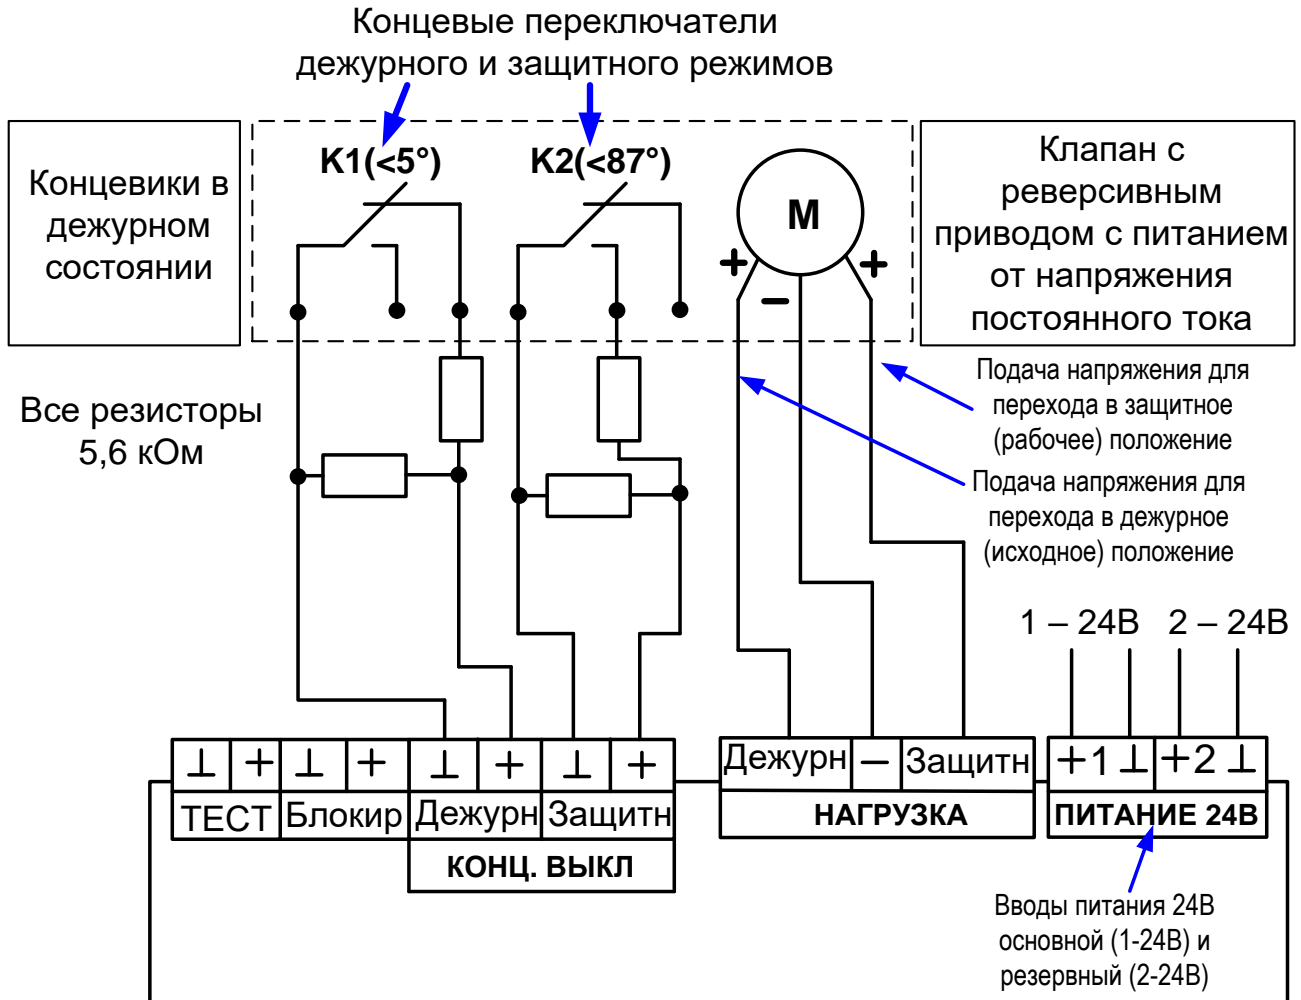 Концевые переключатели
дежурного и защитного режимов
Концевики в
дежурном
состоянии
K1(<5°)
K2(<87°)
M
+
–
+
Клапан с
реверсивным
приводом с питанием
от напряжения
постоянного тока
Все резисторы
5,6 кОм
Подача напряжения для
перехода в защитное
(рабочее) положение
Подача напряжения для
перехода в дежурное
(исходное) положение
1 – 24В
2 – 24В
⊥ + ⊥ + ⊥ + ⊥ +
ТЕСТ Блокир Дежурн Защитн
КОНЦ. ВЫКЛ
Дежурн – Защитн
НАГРУЗКА
+1⊥ +2⊥
ПИТАНИЕ 24В
Вводы питания 24В
основной (1-24В) и
резервный (2-24В)